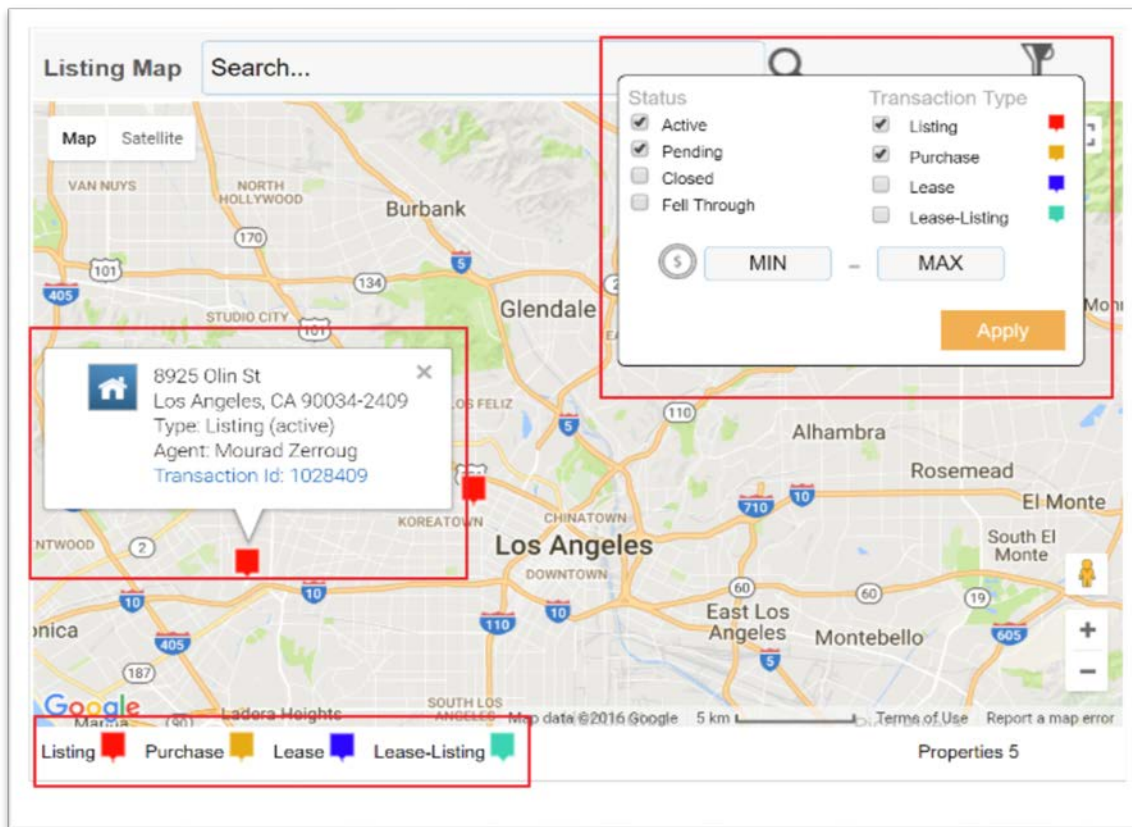 Listing Map
Search...
Status
Transaction Type
Active
Listing
Pending
Purchase
Closed
Lease
Fell Through
Lease-Listing
$
MIN
–
MAX
Apply
Map
Satellite
VAN NUYS
NORTH
HOLLYWOOD
Burbank
170
101
5
134
405
Glendale
STUDIO CITY
101
8925 Olin St
Los Angeles, CA 90034-2409
Type: Listing (active)
Agent: Mourad Zerroug
Transaction Id: 1028409
×
OS FELIZ
5
110
Alhambra
Rosemead
10
710
El Monte
KOREATOWN
CHINATOWN
Los Angeles
DOWNTOWN
South El
Monte
NTWOOD
2
10
10
10
110
60
60
19
East Los
Angeles
Montebello
605
onica
405
5
187
+
−
Google
SOUTH LOS
ANGELES
Ladera Heights
Marina
(90)
Map data ©2016 Google
5 km
Terms of Use
Report a map error
Listing
Purchase
Lease
Lease-Listing
Properties 5